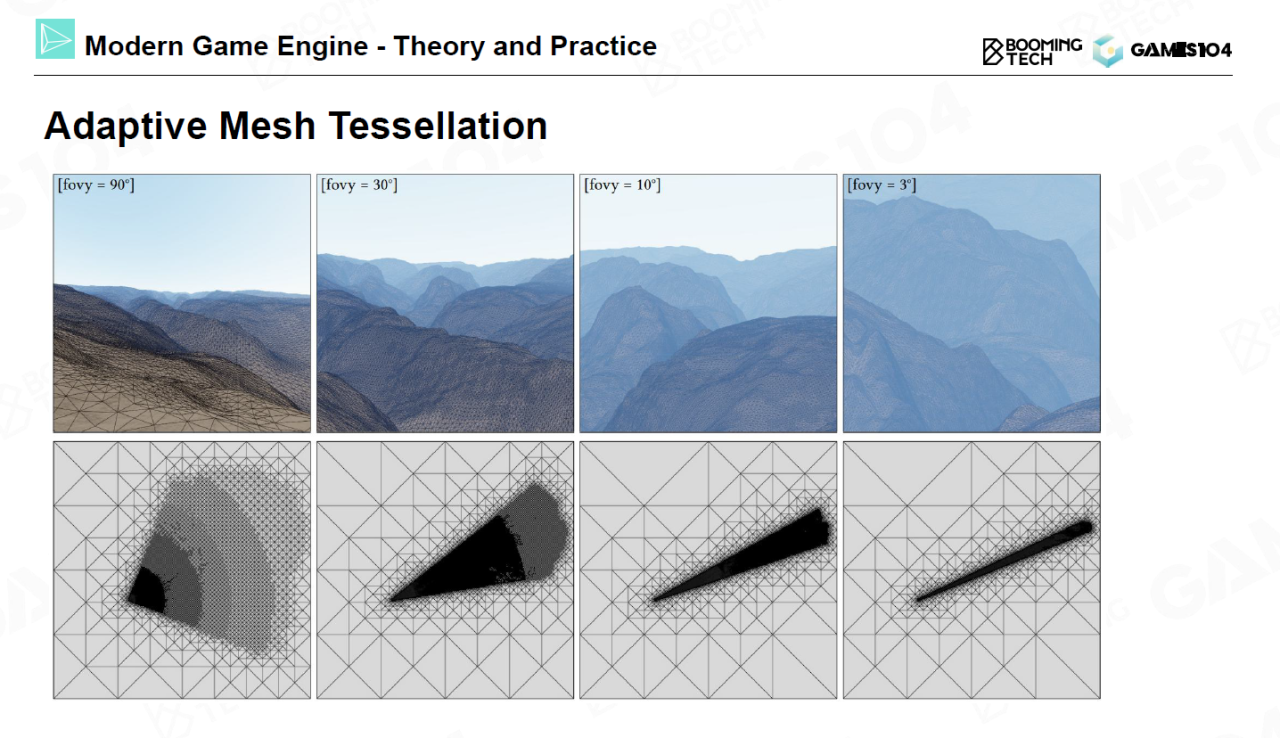 Modern Game Engine - Theory and Practice
BOOMING
TECH
GAMES104
Adaptive Mesh Tessellation
[fovy = 90°]
[fovy = 30°]
[fovy = 10°]
[fovy = 3°]